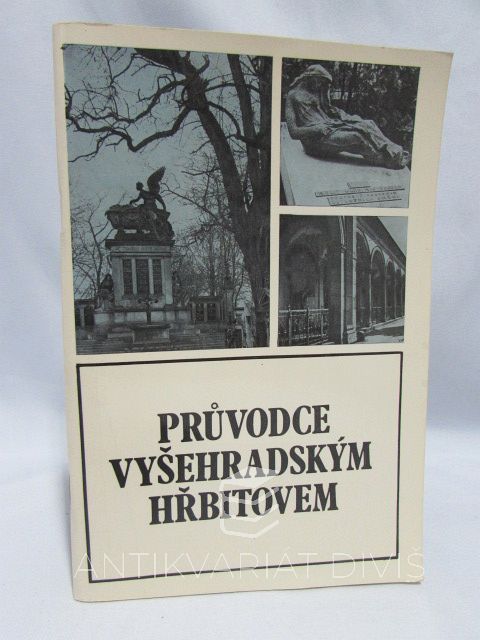 PRŮVODCE
VYŠEHRADSKÝM
HŘBITOVEM
ANTIKVARIÁT DIVIŠ